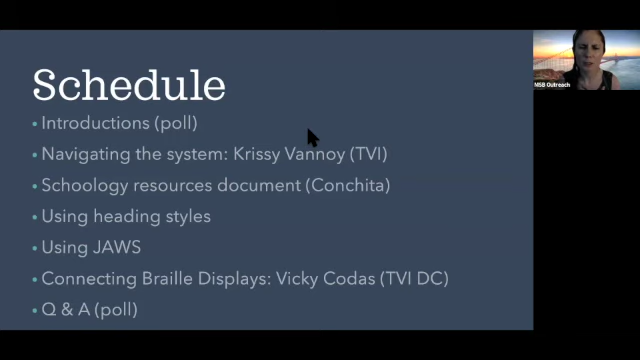 Schedule
• Introductions (poll)
• Navigating the system: Krissy Vannoy (TVI)
• Schoology resources document (Conchita)
• Using heading styles
• Using JAWS
• Connecting Braille Displays: Vicky Codas (TVI DC)
• Q & A (poll)
NSB Outreach